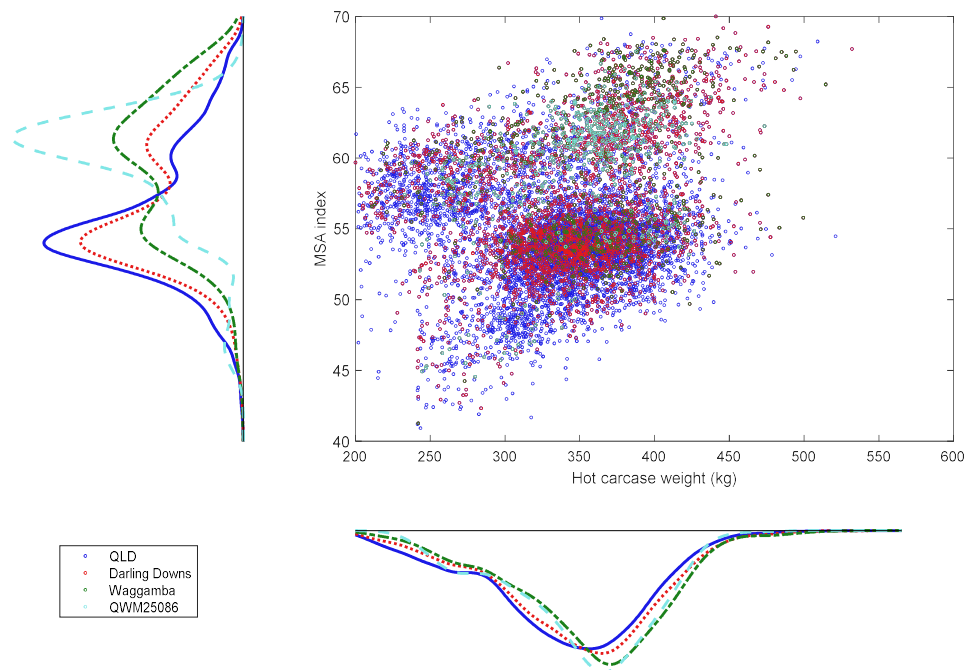 70
65
60
55
50
45
40
MSA index
200 250 300 350 400 450 500 550 600
Hot carcase weight (kg)
QLD
Darling Downs
Waggamba
QWM25086